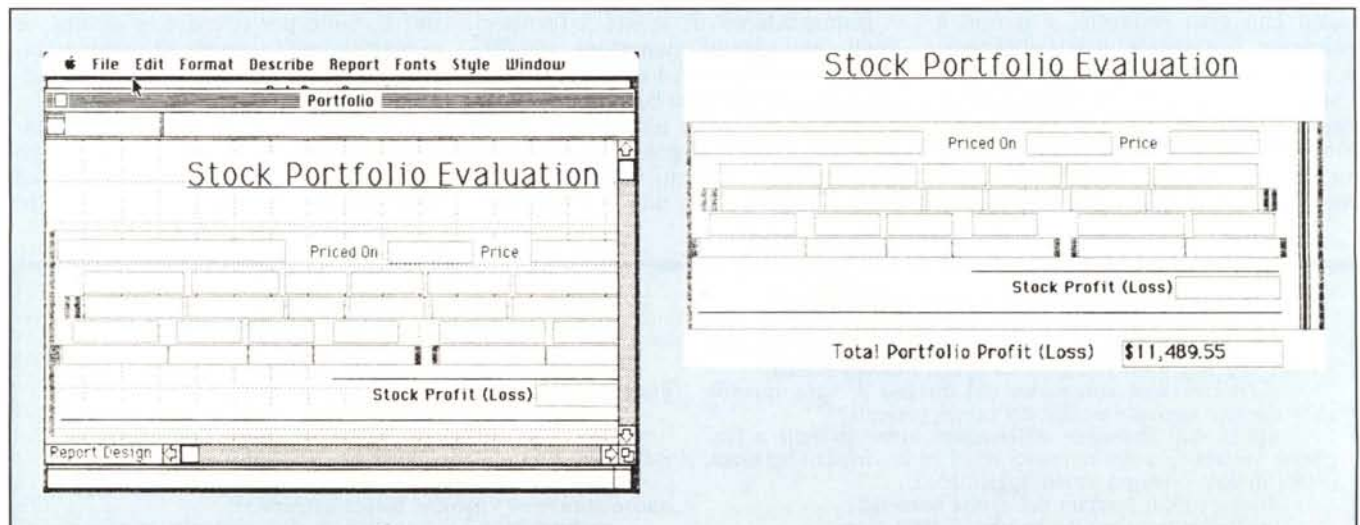 File Edit Format Describe Report Fonts Style Window
Portfolio
Stock Portfolio Evaluation
Priced On Price
Stock Profit (Loss)
Report Design
Stock Portfolio Evaluation
Priced On Price
Stock Profit (Loss)
Total Portfolio Profit (Loss) $11,489.55